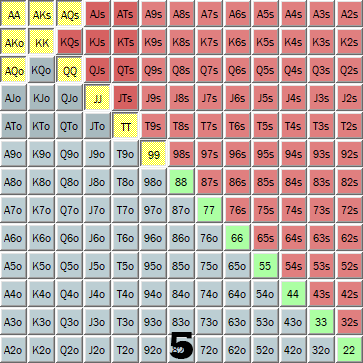 AA AKs AQs AJs ATs A9s A8s A7s A6s A5s A4s A3s A2s
AKo KK KQs KJs KTs K9s K8s K7s K6s K5s K4s K3s K2s
AQo KQo QQ QJs QTs Q9s Q8s Q7s Q6s Q5s Q4s Q3s Q2s
AJo KJo QJo JJ JTs J9s J8s J7s J6s J5s J4s J3s J2s
ATo KTo QTo JTo TT T9s T8s T7s T6s T5s T4s T3s T2s
A9o K9o Q9o J9o T9o 99 98s 97s 96s 95s 94s 93s 92s
A8o K8o Q8o J8o T8o 98o 88 87s 86s 85s 84s 83s 82s
A7o K7o Q7o J7o T7o 97o 87o 77 76s 75s 74s 73s 72s
A6o K6o Q6o J6o T6o 96o 86o 76o 66 65s 64s 63s 62s
A5o K5o Q5o J5o T5o 95o 85o 75o 65o 55 54s 53s 52s
A4o K4o Q4o J4o T4o 94o 84o 74o 64o 54o 44 43s 42s
A3o K3o Q3o J3o T3o 93o 83o 73o 63o 53o 43o 33 32s
A2o K2o Q2o J2o T2o 92o 5 82o 72o 62o 52o 42o 32o 22